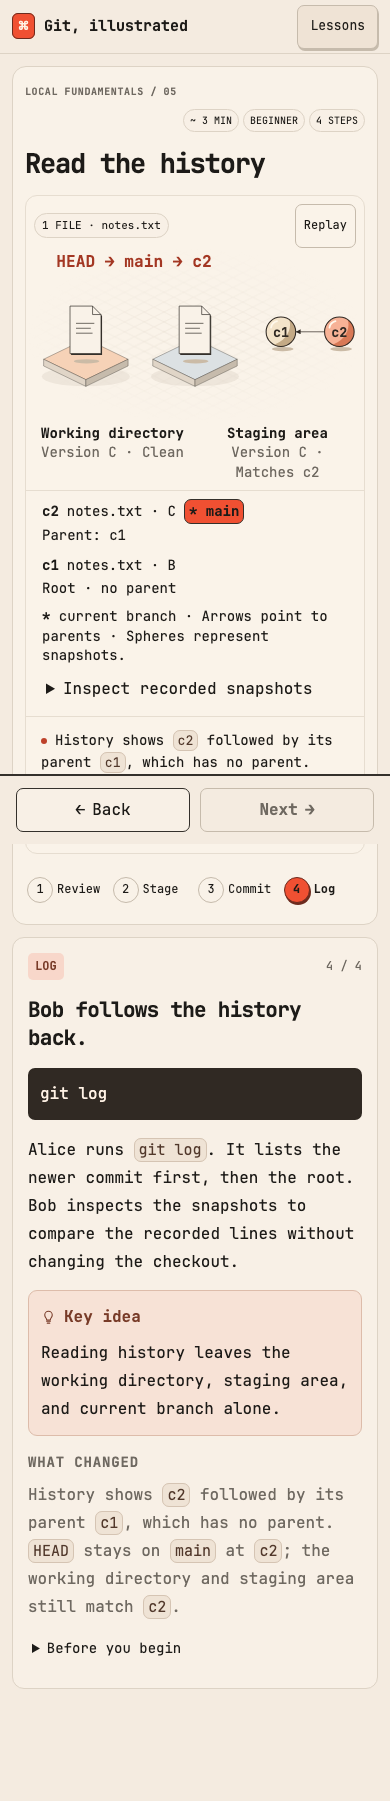 ⌘ Git, illustrated
Lessons
LOCAL FUNDAMENTALS / 05
~ 3 MIN BEGINNER 4 STEPS
Read the history
1 FILE · notes.txt
Replay
HEAD → main → c2
c1 c2
Working directory
Version C · Clean
Staging area
Version C ·
Matches c2
c2 notes.txt · C * main
Parent: c1
c1 notes.txt · B
Root · no parent
* current branch · Arrows point to
parents · Spheres represent
snapshots.
▶ Inspect recorded snapshots
• History shows c2 followed by its
parent c1, which has no parent.
← Back
Next →
1 Review 2 Stage 3 Commit 4 Log
LOG
4 / 4
Bob follows the history
back.
git log
Alice runs git log. It lists the
newer commit first, then the root.
Bob inspects the snapshots to
compare the recorded lines without
changing the checkout.
Key idea
Reading history leaves the
working directory, staging area,
and current branch alone.
WHAT CHANGED
History shows c2 followed by its
parent c1, which has no parent.
HEAD stays on main at c2; the
working directory and staging area
still match c2.
▶ Before you begin